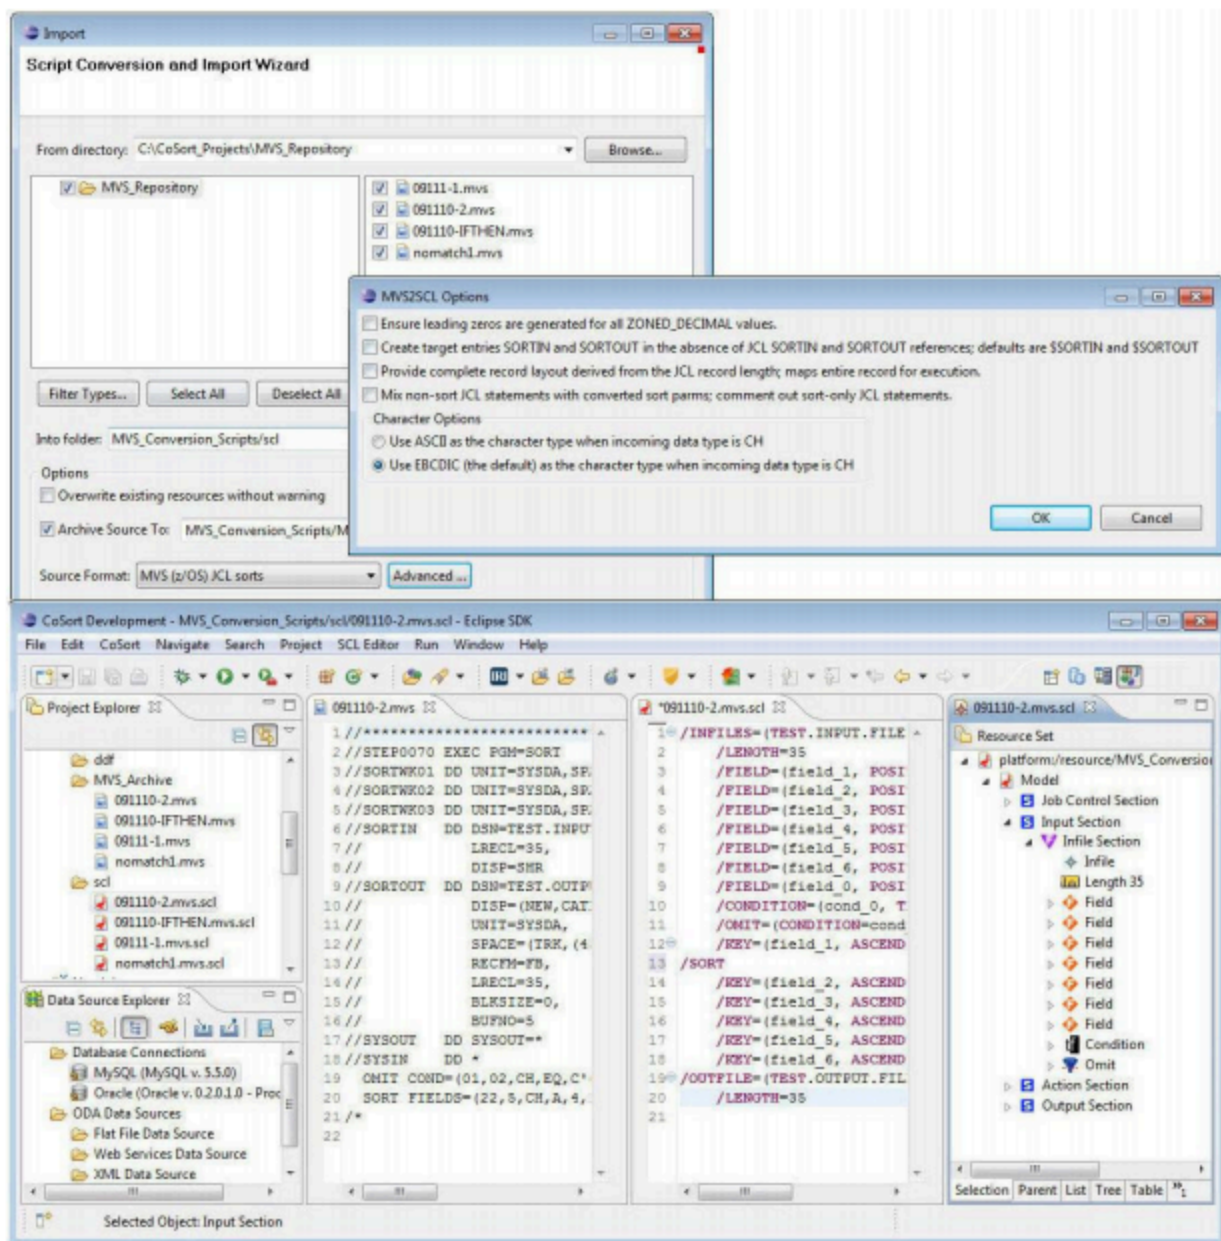 Import
Script Conversion and Import Wizard
From directory: C:\CoSort_Projects\MVS_Repository
Browse...
MVS_Repository
09111-1.mvs
091110-2.mvs
091110-IFTHEN.mvs
nomatch1.mvs
MVS2SCL Options
Ensure leading zeros are generated for all ZONED_DECIMAL values.
Create target entries SORTIN and SORTOUT in the absence of JCL SORTIN and SORTOUT references; defaults are $SORTIN and $SORTOUT
Provide complete record layout derived from the JCL record length; maps entire record for execution.
Mix non-sort JCL statements with converted sort parms; comment out sort-only JCL statements.
Character Options
Use ASCII as the character type when incoming data type is CH
Use EBCDIC (the default) as the character type when incoming data type is CH
OK
Cancel
Filter Types...
Select All
Deselect All
Into folder: MVS_Conversion_Scripts/scl
Options
Overwrite existing resources without warning
Archive Source To: MVS_Conversion_Scripts/M
Source Format: MVS (z/OS) JCL sorts
Advanced ...
CoSort Development - MVS_Conversion_Scripts/scl/091110-2.mvs.scl - Eclipse SDK
File Edit CoSort Navigate Search Project SCL Editor Run Window Help
IRI
Project Explorer
ddf
MVS_Archive
091110-2.mvs
091110-IFTHEN.mvs
09111-1.mvs
nomatch1.mvs
scl
091110-2.mvs.scl
091110-IFTHEN.mvs.scl
09111-1.mvs.scl
nomatch1.mvs.scl
Data Source Explorer
Database Connections
MySQL (MySQL v. 5.5.0)
Oracle (Oracle v. 0.2.0.1.0 - Proc
ODA Data Sources
Flat File Data Source
Web Services Data Source
XML Data Source
091110-2.mvs
1 //**************************
2 //STEP0070 EXEC PGM=SORT
3 //SORTWK01 DD UNIT=SYSDA,SPA
4 //SORTWK02 DD UNIT=SYSDA,SPA
5 //SORTWK03 DD UNIT=SYSDA,SPA
6 //SORTIN DD DSN=TEST.INPUT
7 // LRECL=35,
8 // DISP=SHR
9 //SORTOUT DD DSN=TEST.OUTPU
10 // DISP=(NEW,CAT
11 // UNIT=SYSDA,
12 // SPACE=(TRK,(4
13 // RECFM=FB,
14 // LRECL=35,
15 // BLKSIZE=0,
16 // BUFNO=5
17 //SYSOUT DD SYSOUT=*
18 //SYSIN DD *
19 OMIT COND=(01,02,CH,EQ,C'
20 SORT FIELDS=(22,5,CH,A,4,
21 /*
22
*091110-2.mvs.scl
1 /INFILES=(TEST.INPUT.FILE
2 /LENGTH=35
3 /FIELD=(field_1, POSI
4 /FIELD=(field_2, POSI
5 /FIELD=(field_3, POSI
6 /FIELD=(field_4, POSI
7 /FIELD=(field_5, POSI
8 /FIELD=(field_6, POSI
9 /FIELD=(field_0, POSI
10 /CONDITION=(cond_0, T
11 /OMIT=(CONDITION=cond
12 /KEY=(field_1, ASCEND
13 /SORT
14 /KEY=(field_2, ASCEND
15 /KEY=(field_3, ASCEND
16 /KEY=(field_4, ASCEND
17 /KEY=(field_5, ASCEND
18 /KEY=(field_6, ASCEND
19 /OUTFILE=(TEST.OUTPUT.FIL
20 /LENGTH=35
21
091110-2.mvs.scl
Resource Set
platform:/resource/MVS_Conversion
Model
Job Control Section
Input Section
Infile Section
Infile
Length 35
Field
Field
Field
Field
Field
Field
Field
Condition
Omit
Action Section
Output Section
Selection Parent List Tree Table
Selected Object: Input Section